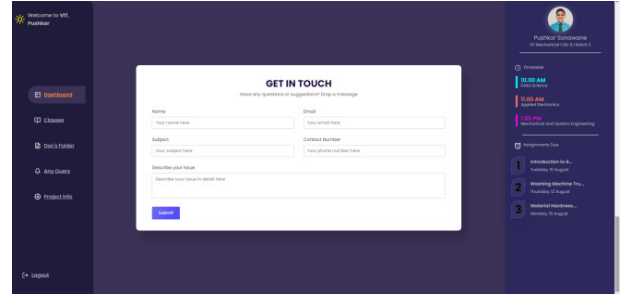 Welcome to VIT,
Pushkar
Dashboard
Classes
Doc's Folder
Any Query
Project Info
Logout
GET IN TOUCH
Have any questions or suggestions? Drop a message
Name
Your name here
Email
Your email here
Subject
Your subject here
Contact Number
Your phone number here
Describe your issue
Describe your issue in detail here
Submit
Pushkar Sonawane
SY Mechanical | Div B | Batch 2
Timetable
10.00 AM
Data Science
11.00 AM
Applied Electronics
1.00 PM
Mechanical and System Engineering
Assignments Due
1
Introduction to R...
Tuesday, 10 August
2
Washing Machine Tru...
Thursday, 12 August
3
Material Hardness...
Monday, 16 August